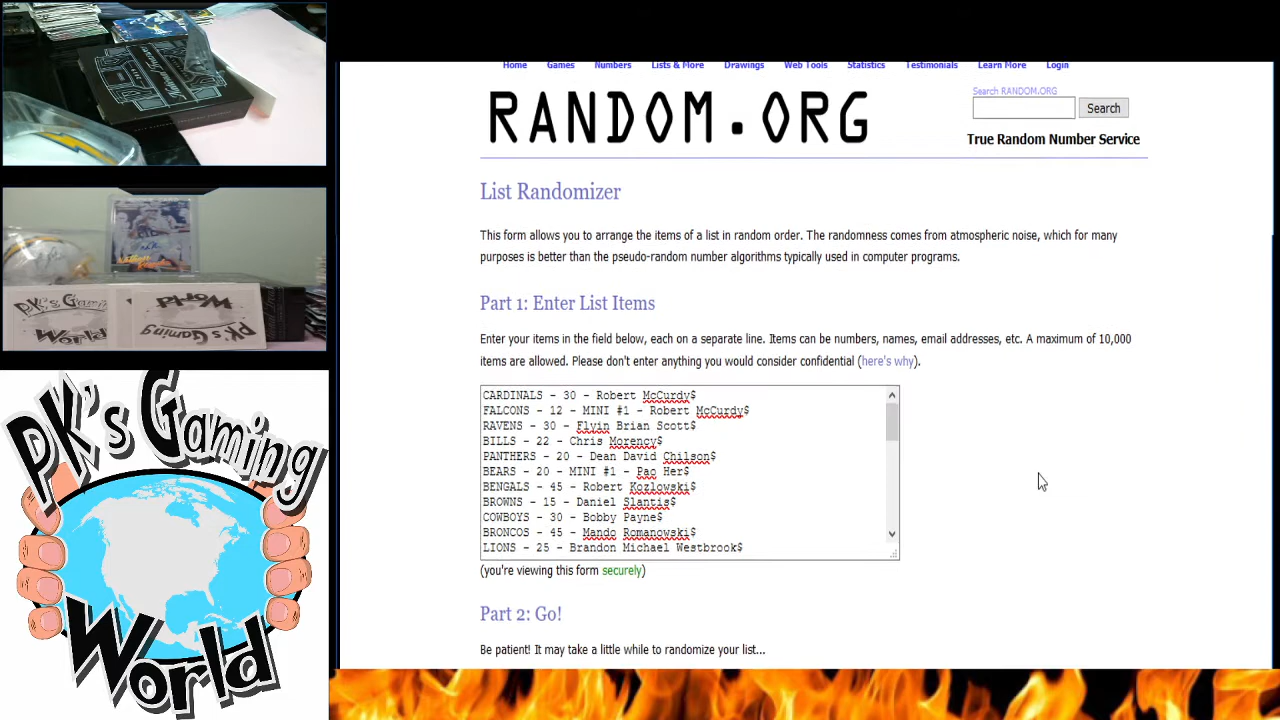 Home Games Numbers Lists & More Drawings Web Tools Statistics Testimonials Learn More Login
RANDOM.ORG
Search RANDOM.ORG
Search
True Random Number Service
List Randomizer
This form allows you to arrange the items of a list in random order. The randomness comes from atmospheric noise, which for many
purposes is better than the pseudo-random number algorithms typically used in computer programs.
Part 1: Enter List Items
Enter your items in the field below, each on a separate line. Items can be numbers, names, email addresses, etc. A maximum of 10,000
items are allowed. Please don't enter anything you would consider confidential (here's why).
CARDINALS - 30 - Robert McCurdy$
FALCONS - 12 - MINI #1 - Robert McCurdy$
RAVENS - 30 - Flyin Brian Scott$
BILLS - 22 - Chris Morency$
PANTHERS - 20 - Dean David Chilson$
BEARS - 20 - MINI #1 - Pao Her$
BENGALS - 45 - Robert Kozlowski$
BROWNS - 15 - Daniel Slantis$
COWBOYS - 30 - Bobby Payne$
BRONCOS - 45 - Mando Romanowski$
LIONS - 25 - Brandon Michael Westbrook$
(you're viewing this form securely)
Part 2: Go!
Be patient! It may take a little while to randomize your list...
PK's Gaming
World
PK's Gaming
World
PK's Gaming
World